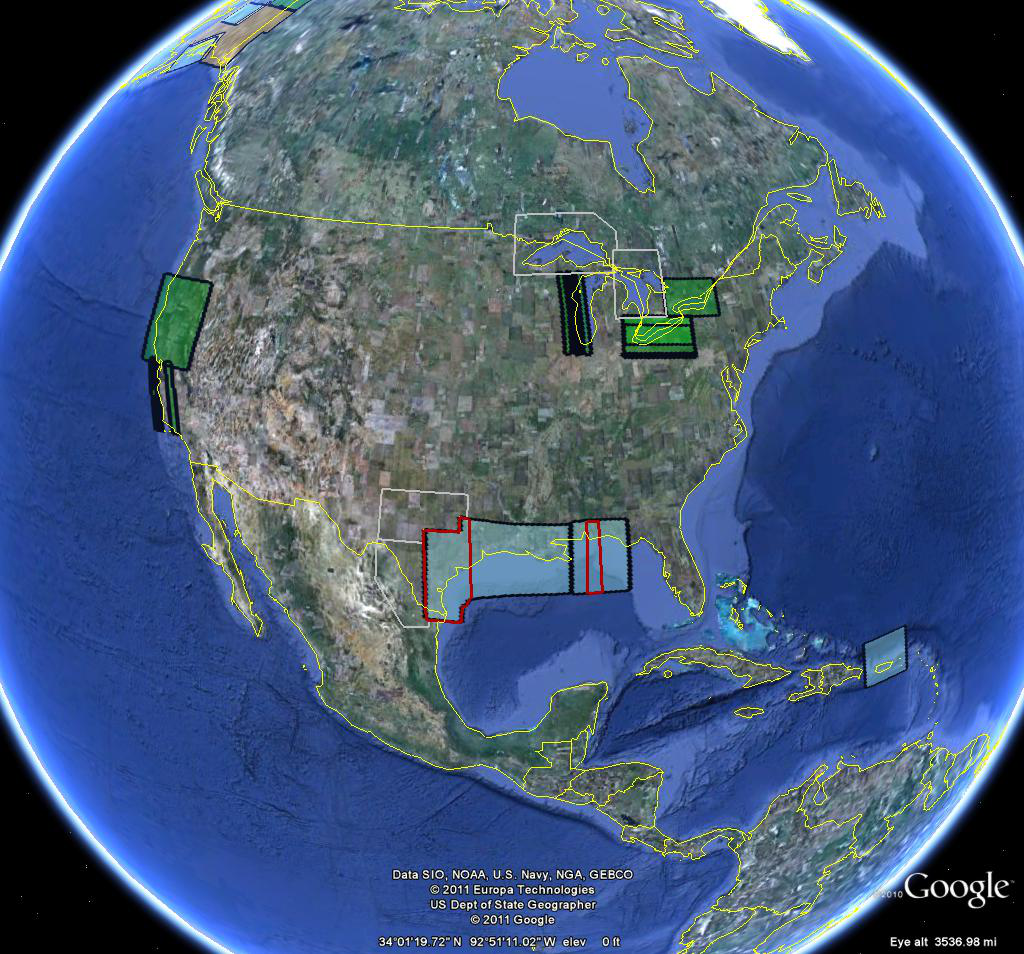 Data SIO, NOAA, U.S. Navy, NGA, GEBCO
© 2011 Europa Technologies
US Dept of State Geographer
© 2011 Google
©2010 Google
34°01'19.72" N 92°51'11.02" W elev 0 ft
Eye alt 3536.98 mi